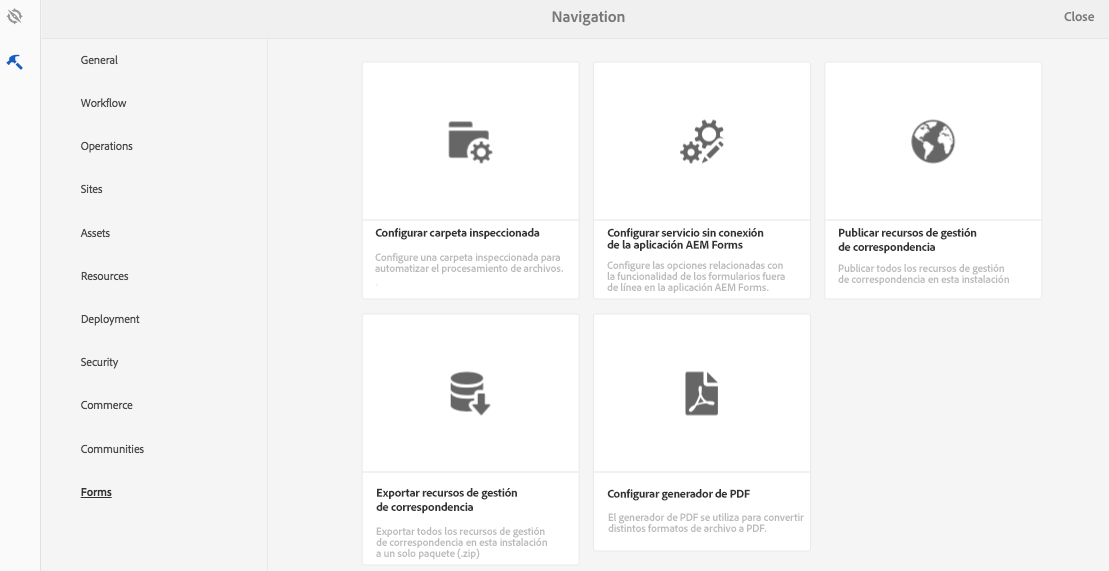 Navigation
Close
General
Workflow
Operations
Sites
Assets
Resources
Deployment
Security
Commerce
Communities
Forms
Configurar carpeta inspeccionada
Configure una carpeta inspeccionada para
automatizar el procesamiento de archivos.
Configurar servicio sin conexión
de la aplicación AEM Forms
Configure las opciones relacionadas con
la funcionalidad de los formularios fuera
de línea en la aplicación AEM Forms.
Publicar recursos de gestión
de correspondencia
Publicar todos los recursos de gestión
de correspondencia en esta instalación
Exportar recursos de gestión
de correspondencia
Exportar todos los recursos de gestión
de correspondencia en esta instalación
a un solo paquete (.zip)
Configurar generador de PDF
El generador de PDF se utiliza para convertir
distintos formatos de archivo a PDF.